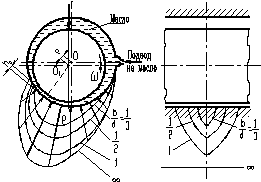 Масло
Подвод
на масло
O
O₁
e
ω
P
b/d = 1/3
1/2
1
∞
b/d = 1/3
1/2
1
∞